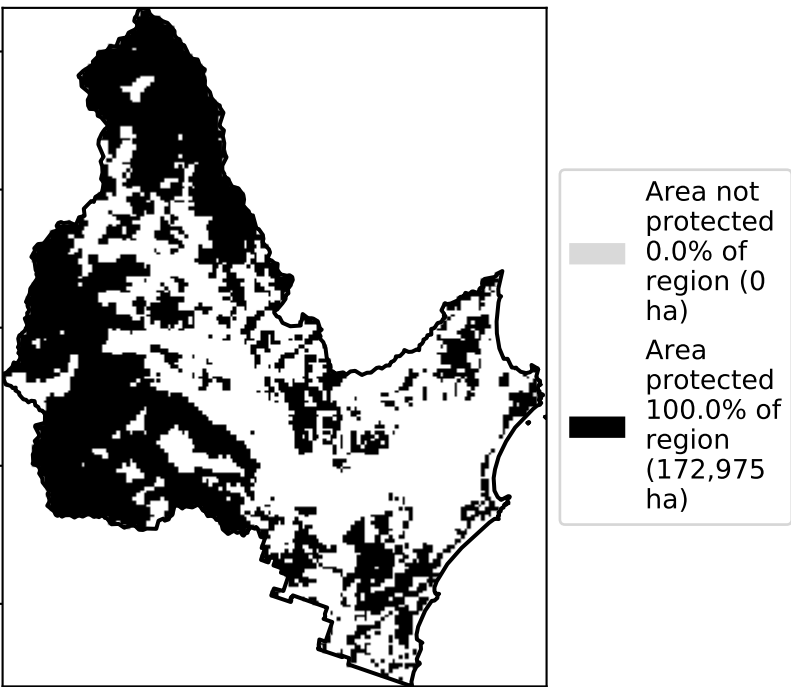 Area not
protected
0.0% of
region (0
ha)
Area
protected
100.0% of
region
(172,975
ha)